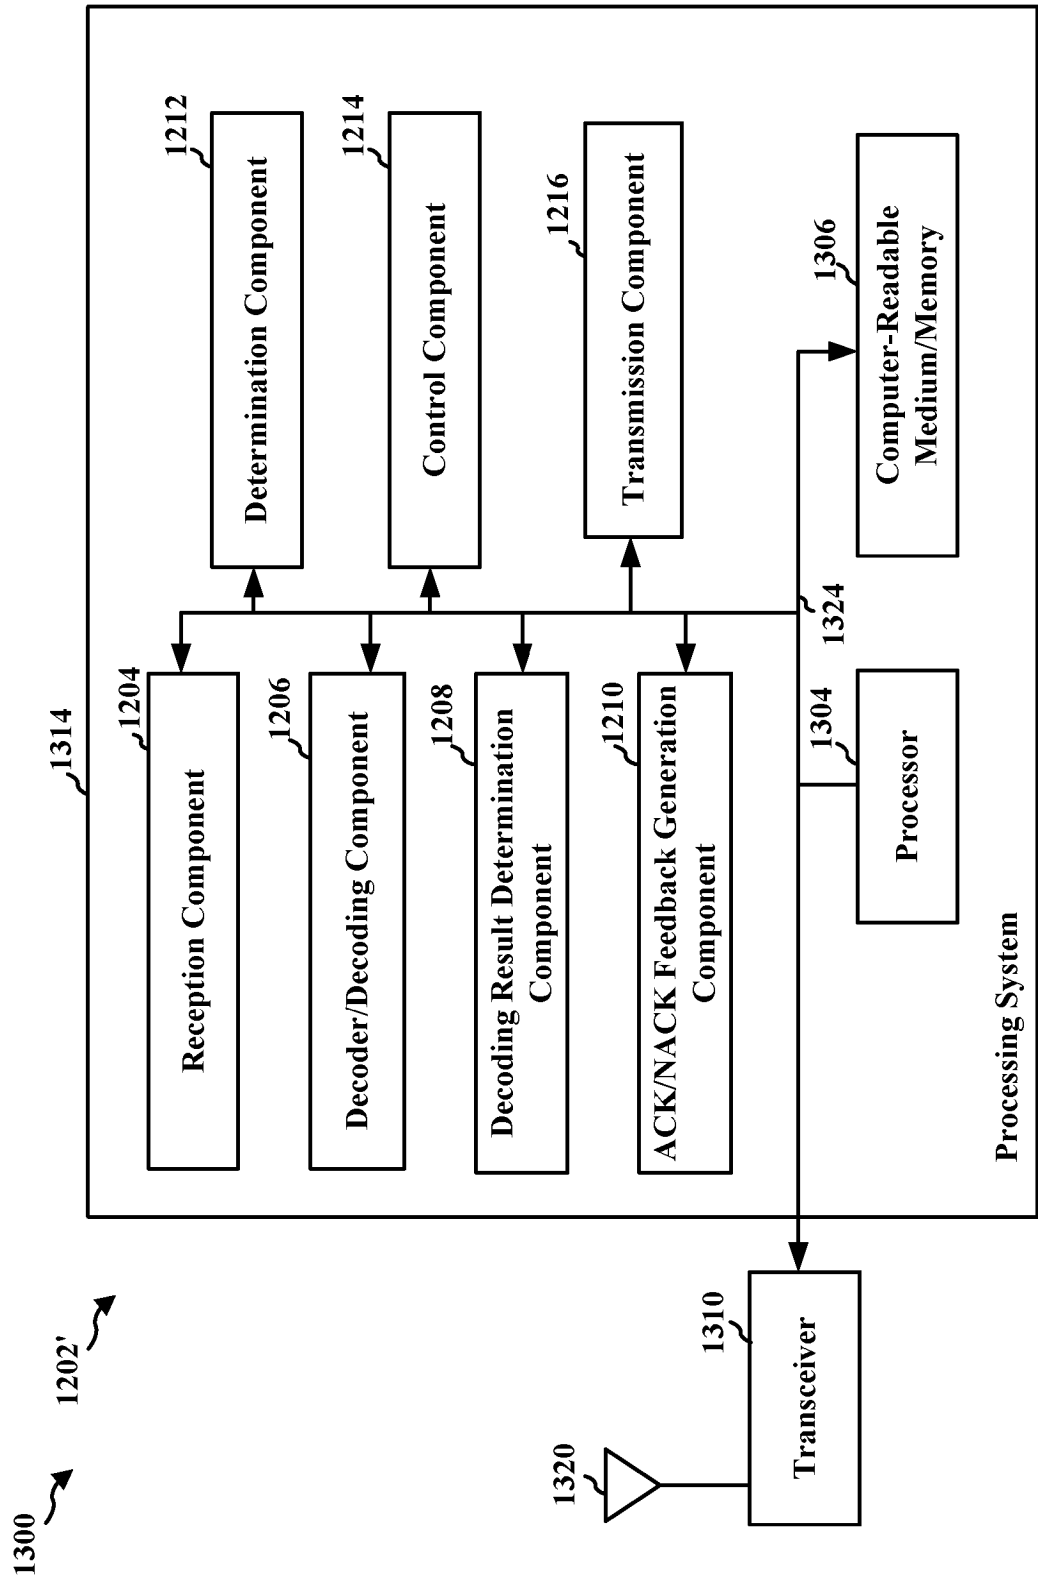 1300
1202'
1314
1204
Reception Component
1206
Decoder/Decoding Component
1208
Decoding Result Determination
Component
1210
ACK/NACK Feedback Generation
Component
1212
Determination Component
1214
Control Component
1216
Transmission Component
1320
1310
Transceiver
1304
Processor
1324
1306
Computer-Readable
Medium/Memory
Processing System